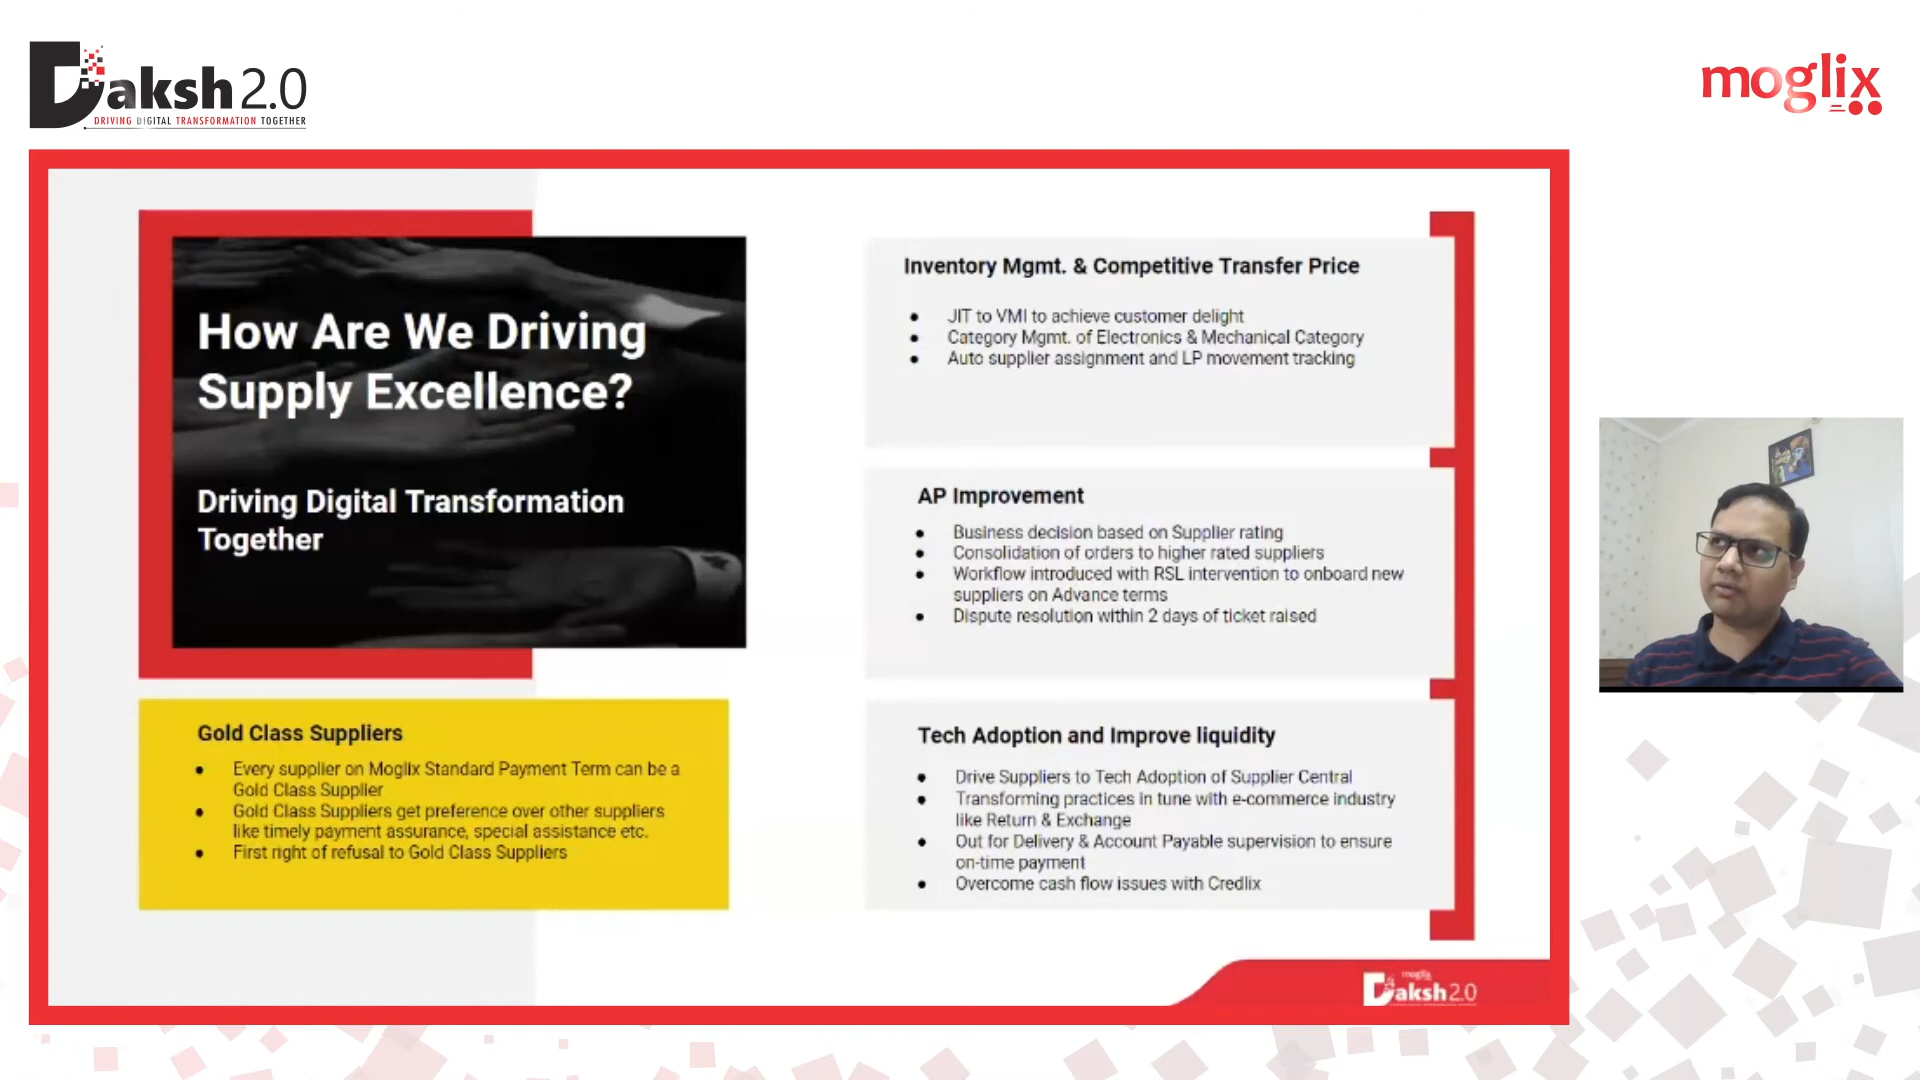 Daksh 2.0
DRIVING DIGITAL TRANSFORMATION TOGETHER
moglix
How Are We Driving
Supply Excellence?
Driving Digital Transformation
Together
Gold Class Suppliers
Every supplier on Moglix Standard Payment Term can be a
Gold Class Supplier
Gold Class Suppliers get preference over other suppliers
like timely payment assurance, special assistance etc.
First right of refusal to Gold Class Suppliers
Inventory Mgmt. & Competitive Transfer Price
JIT to VMI to achieve customer delight
Category Mgmt. of Electronics & Mechanical Category
Auto supplier assignment and LP movement tracking
AP Improvement
Business decision based on Supplier rating
Consolidation of orders to higher rated suppliers
Workflow introduced with RSL intervention to onboard new
suppliers on Advance terms
Dispute resolution within 2 days of ticket raised
Tech Adoption and Improve liquidity
Drive Suppliers to Tech Adoption of Supplier Central
Transforming practices in tune with e-commerce industry
like Return & Exchange
Out for Delivery & Account Payable supervision to ensure
on-time payment
Overcome cash flow issues with Credlix
moglix
Daksh 2.0